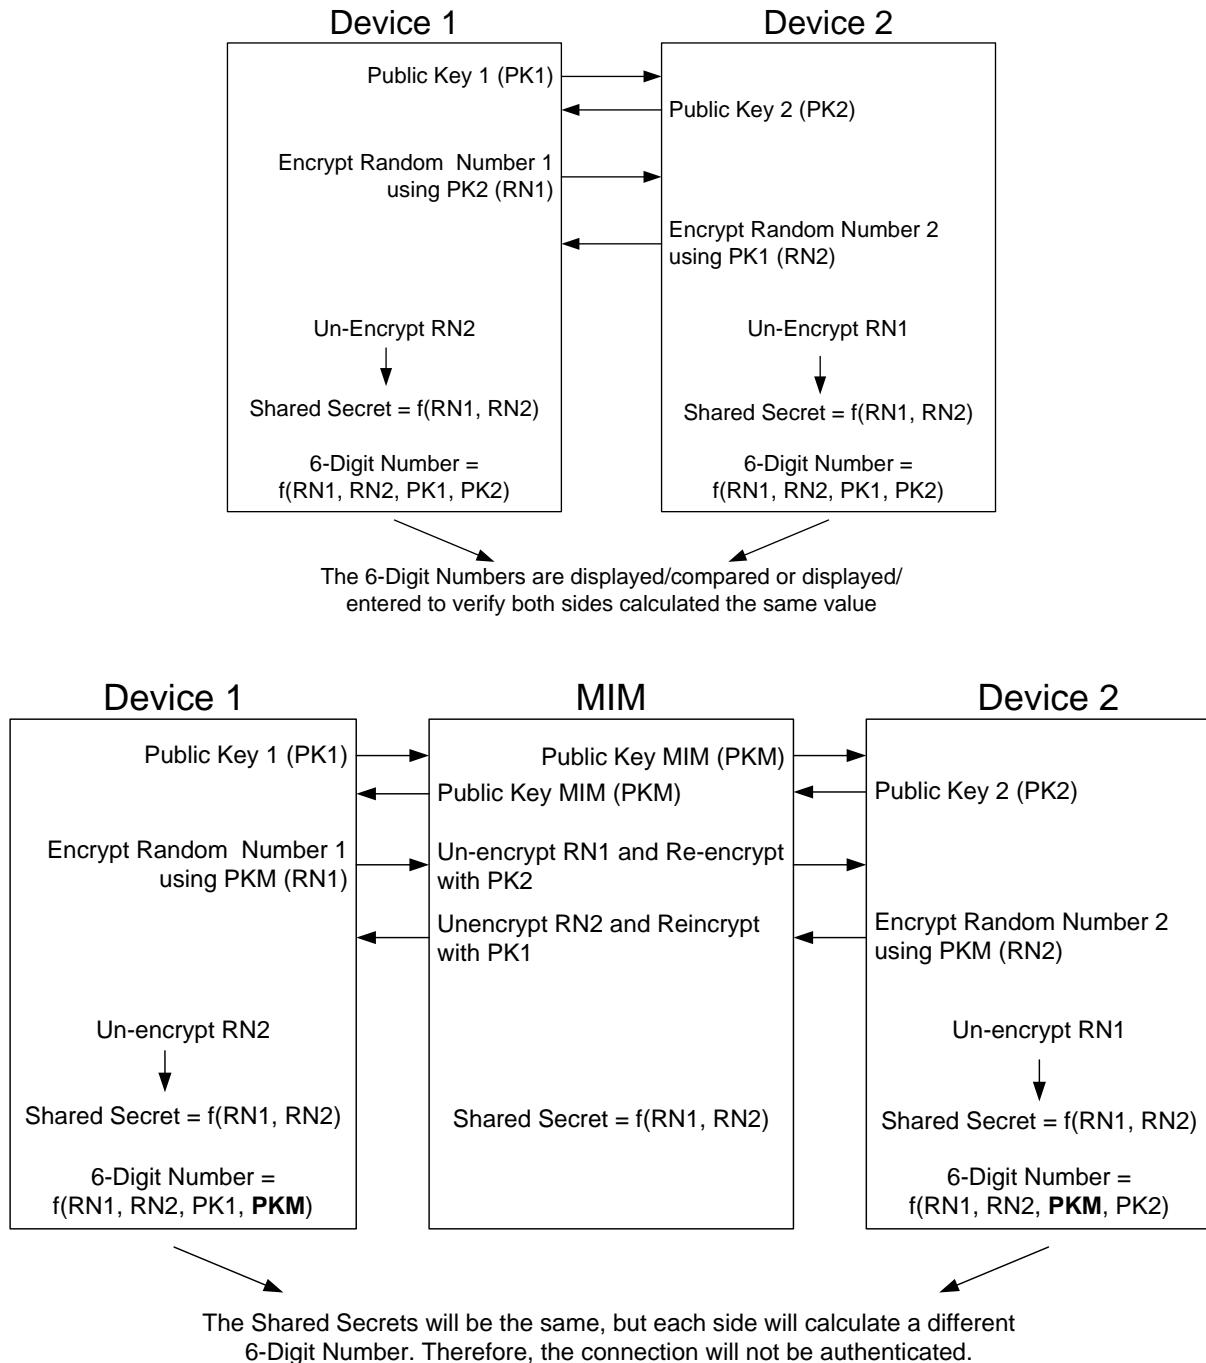 Device 1
Device 2
Public Key 1 (PK1)
Public Key 2 (PK2)
Encrypt Random Number 1
using PK2 (RN1)
Encrypt Random Number 2
using PK1 (RN2)
Un-Encrypt RN2
Un-Encrypt RN1
Shared Secret = f(RN1, RN2)
Shared Secret = f(RN1, RN2)
6-Digit Number =
f(RN1, RN2, PK1, PK2)
6-Digit Number =
f(RN1, RN2, PK1, PK2)
The 6-Digit Numbers are displayed/compared or displayed/
entered to verify both sides calculated the same value
Device 1
MIM
Device 2
Public Key 1 (PK1)
Public Key MIM (PKM)
Public Key MIM (PKM)
Public Key 2 (PK2)
Encrypt Random Number 1
using PKM (RN1)
Un-encrypt RN1 and Re-encrypt
with PK2
Unencrypt RN2 and Reincrypt
with PK1
Encrypt Random Number 2
using PKM (RN2)
Un-encrypt RN2
Un-encrypt RN1
Shared Secret = f(RN1, RN2)
Shared Secret = f(RN1, RN2)
Shared Secret = f(RN1, RN2)
6-Digit Number =
f(RN1, RN2, PK1, PKM)
6-Digit Number =
f(RN1, RN2, PKM, PK2)
The Shared Secrets will be the same, but each side will calculate a different
6-Digit Number. Therefore, the connection will not be authenticated.